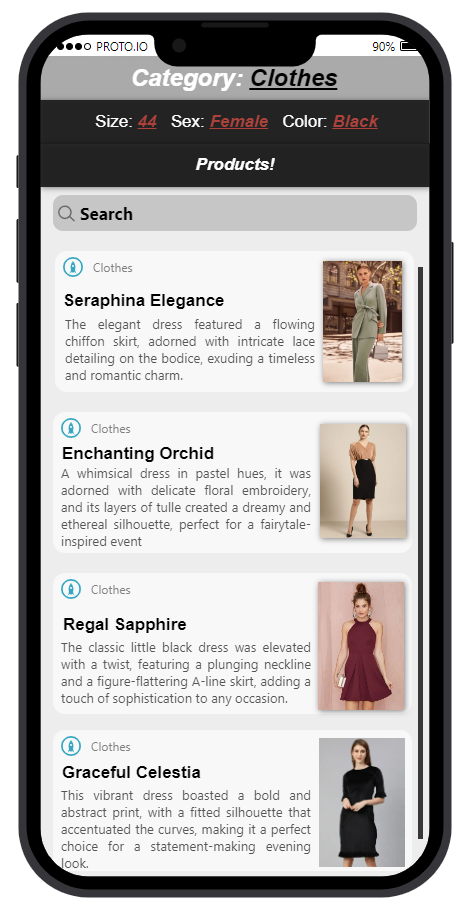 PROTO.IO 90%
Category: Clothes
Size: 44 Sex: Female Color: Black
Products!
Search
Clothes
Seraphina Elegance
The elegant dress featured a flowing
chiffon skirt, adorned with intricate lace
detailing on the bodice, exuding a timeless
and romantic charm.
Clothes
Enchanting Orchid
A whimsical dress in pastel hues, it was
adorned with delicate floral embroidery,
and its layers of tulle created a dreamy and
ethereal silhouette, perfect for a fairytale-
inspired event
Clothes
Regal Sapphire
The classic little black dress was elevated
with a twist, featuring a plunging neckline
and a figure-flattering A-line skirt, adding a
touch of sophistication to any occasion.
Clothes
Graceful Celestia
This vibrant dress boasted a bold and
abstract print, with a fitted silhouette that
accentuated the curves, making it a perfect
choice for a statement-making evening
look.